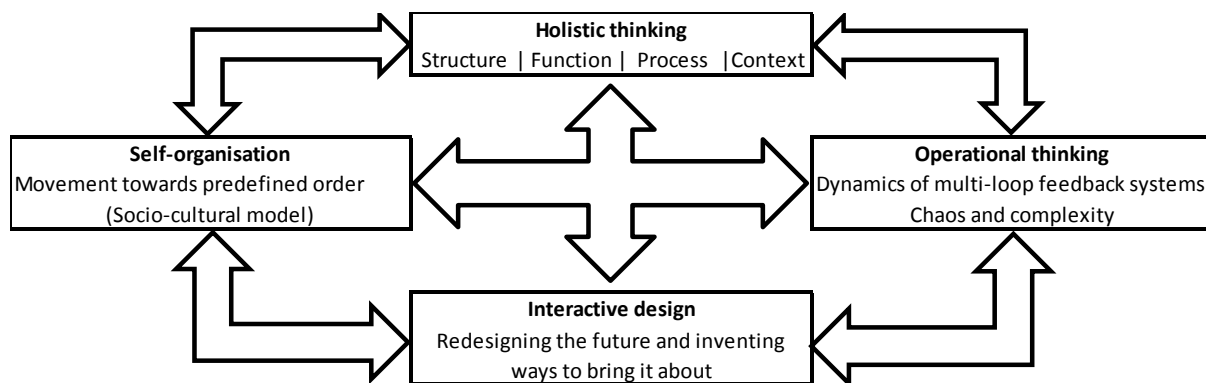 Holistic thinking
Structure | Function | Process | Context
Self-organisation
Movement towards predefined order
(Socio-cultural model)
Operational thinking
Dynamics of multi-loop feedback systems
Chaos and complexity
Interactive design
Redesigning the future and inventing
ways to bring it about